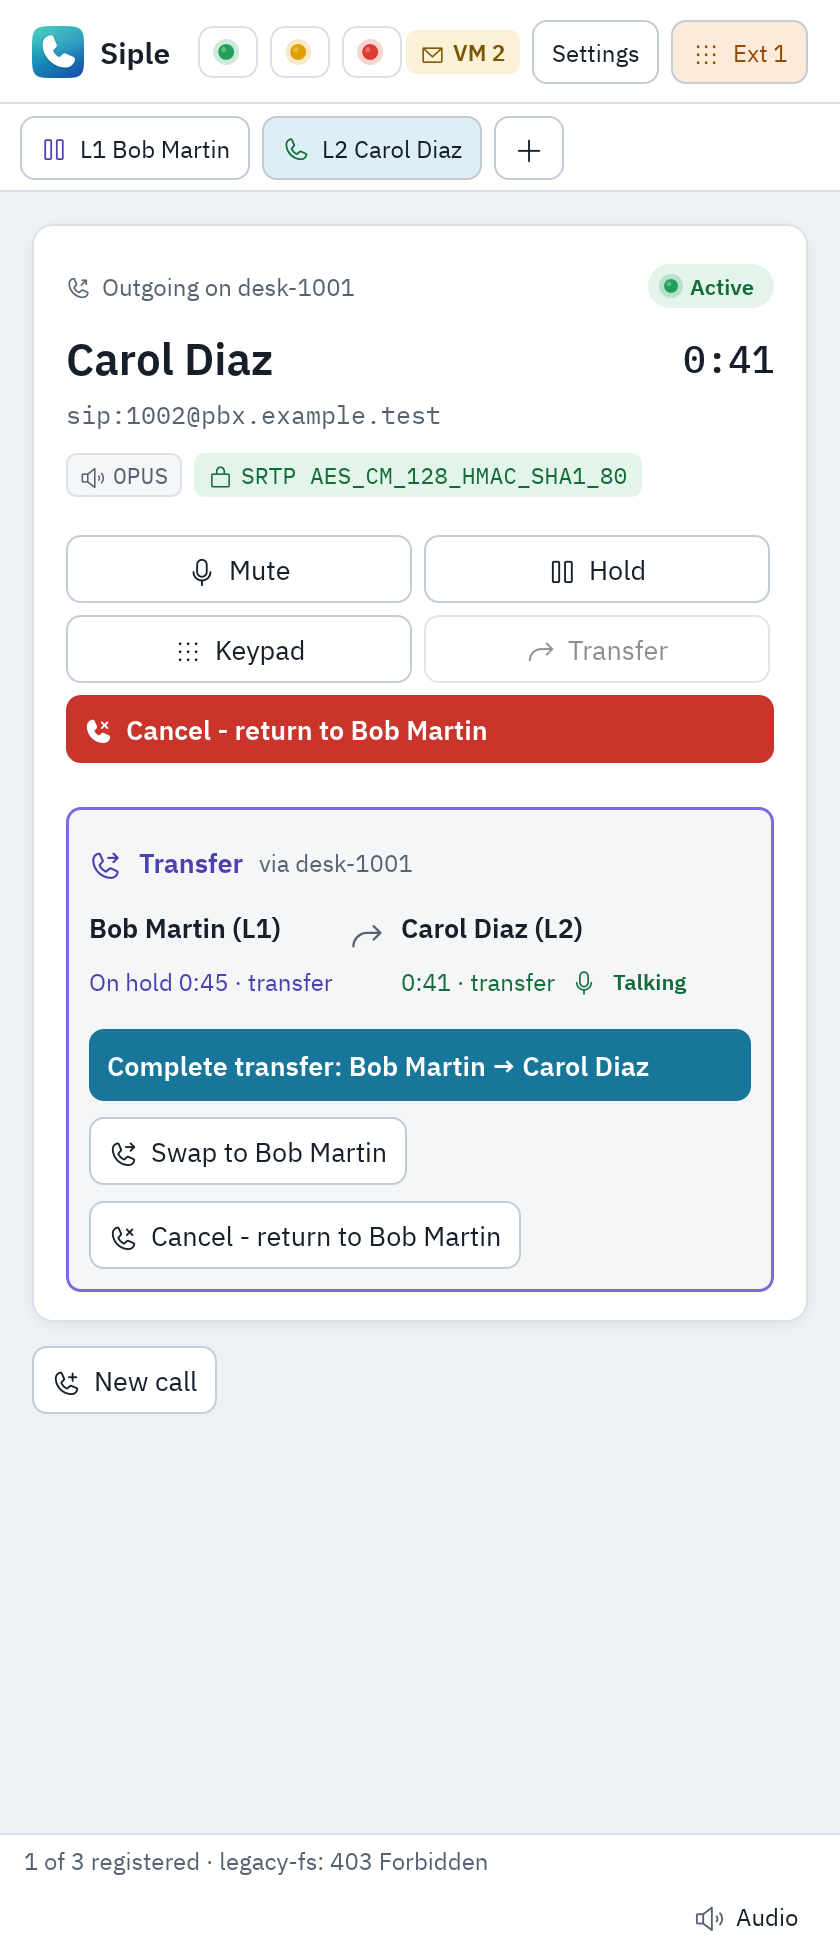 Siple VM 2 Settings Ext 1
L1 Bob Martin L2 Carol Diaz
Outgoing on desk-1001 Active
Carol Diaz 0:41
sip:1002@pbx.example.test
OPUS SRTP AES_CM_128_HMAC_SHA1_80
Mute Hold
Keypad Transfer
Cancel - return to Bob Martin
Transfer via desk-1001
Bob Martin (L1) Carol Diaz (L2)
On hold 0:45 · transfer 0:41 · transfer Talking
Complete transfer: Bob Martin → Carol Diaz
Swap to Bob Martin
Cancel - return to Bob Martin
New call
1 of 3 registered · legacy-fs: 403 Forbidden
Audio